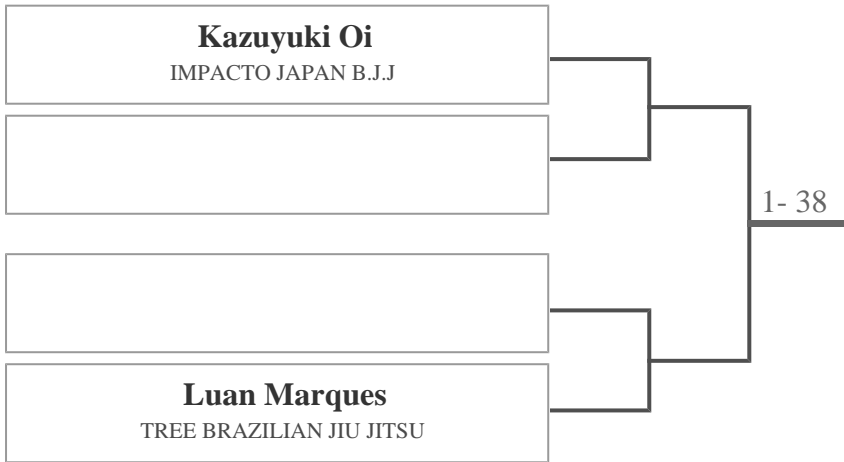 Kazuyuki Oi
IMPACTO JAPAN B.J.J
1- 38
Luan Marques
TREE BRAZILIAN JIU JITSU